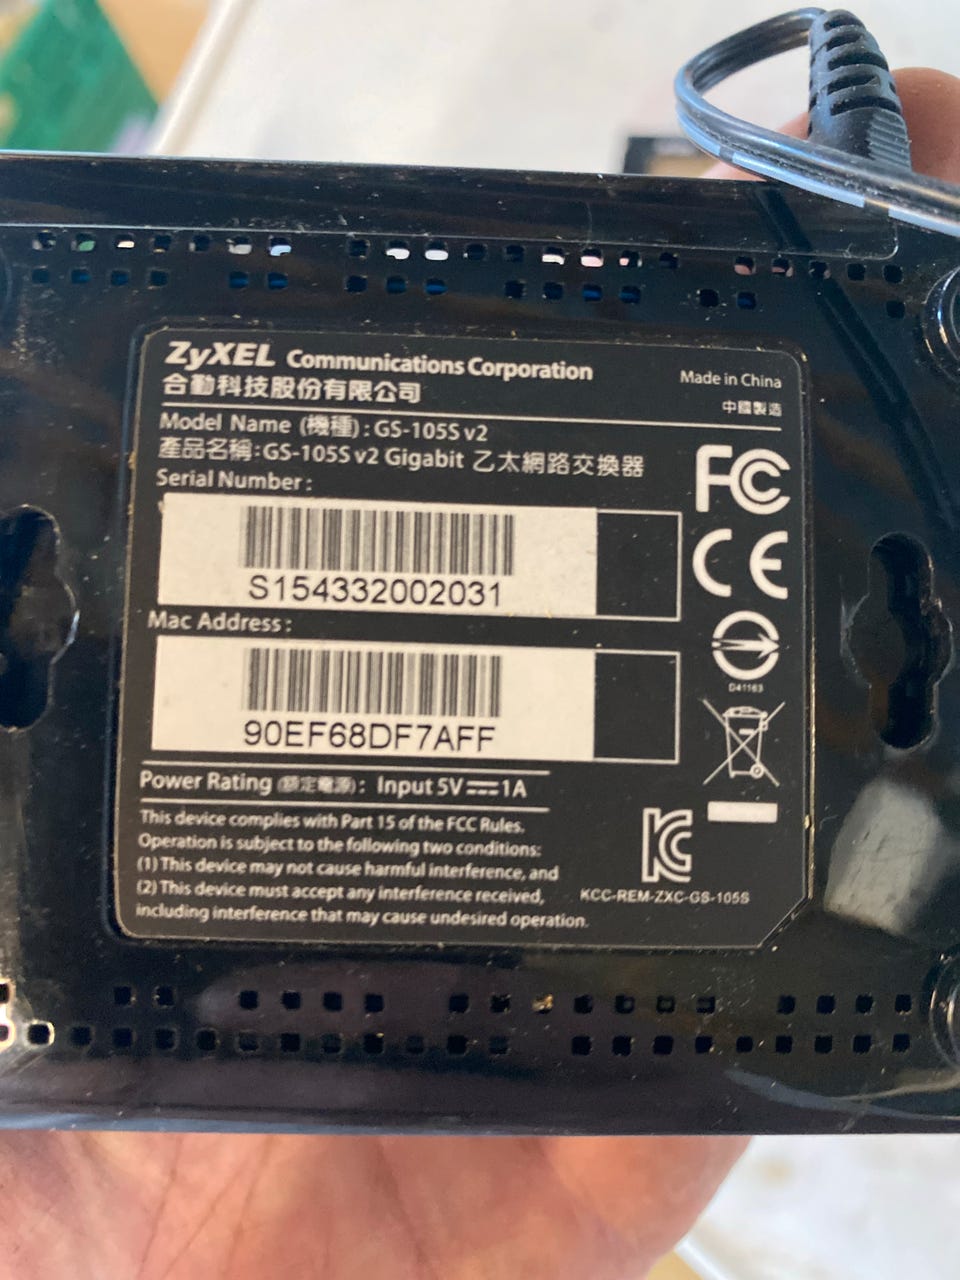 ZyXEL Communications Corporation
合勤科技股份有限公司
Made in China
中國製造
Model Name (機種) : GS-105S v2
產品名稱:GS-105S v2 Gigabit 乙太網路交換器
Serial Number :
S154332002031
Mac Address :
90EF68DF7AFF
Power Rating (額定電源) : Input 5V⎓1A
This device complies with Part 15 of the FCC Rules.
Operation is subject to the following two conditions:
(1) This device may not cause harmful interference, and
(2) This device must accept any interference received,
including interference that may cause undesired operation.
FC
CE
D41163
KC
KCC-REM-ZXC-GS-105S